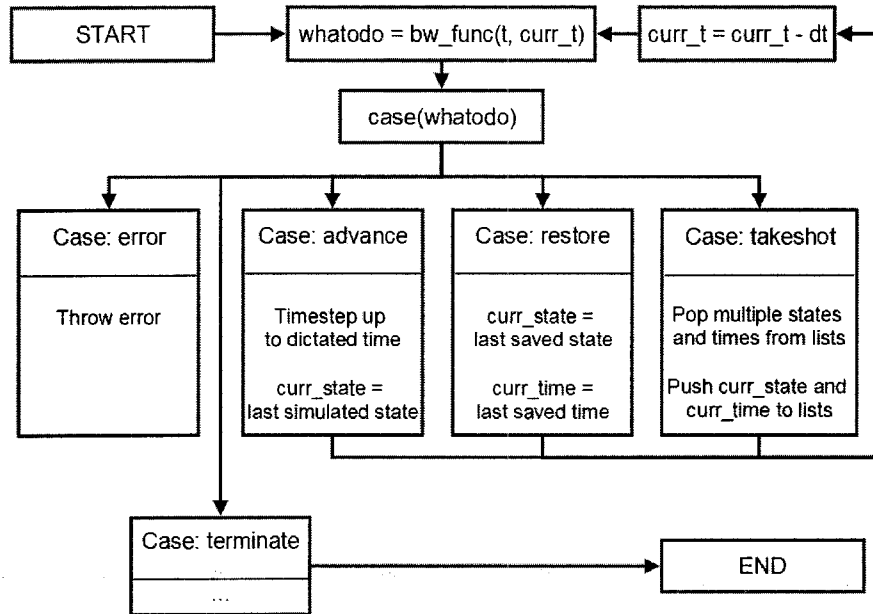 START
whatodo = bw_func(t, curr_t)
curr_t = curr_t - dt
case(whatodo)
Case: error
Throw error
Case: advance
Timestep up
to dictated time
curr_state =
last simulated state
Case: restore
curr_state =
last saved state
curr_time =
last saved time
Case: takeshot
Pop multiple states
and times from lists
Push curr_state and
curr_time to lists
Case: terminate
...
END